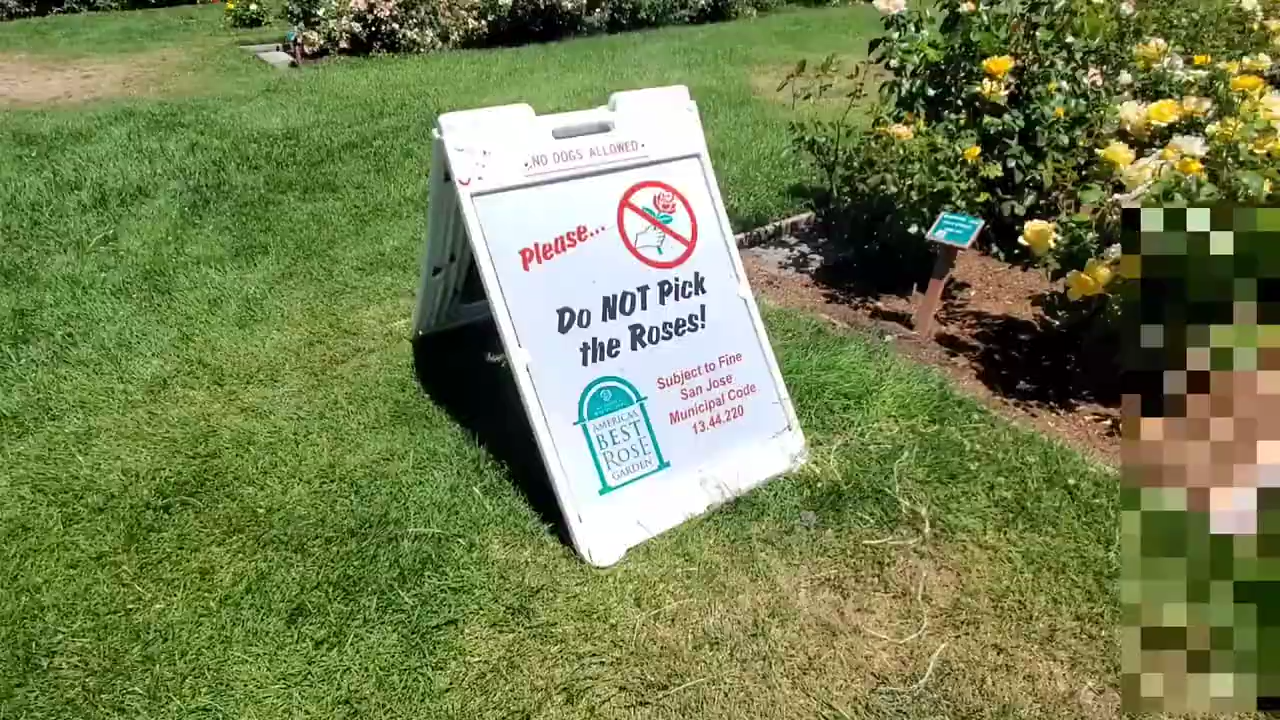 NO DOGS ALLOWED
Please...
Do NOT Pick
the Roses!
Subject to Fine
San Jose
Municipal Code
13.44.220
AMERICAS
BEST
ROSE
GARDEN